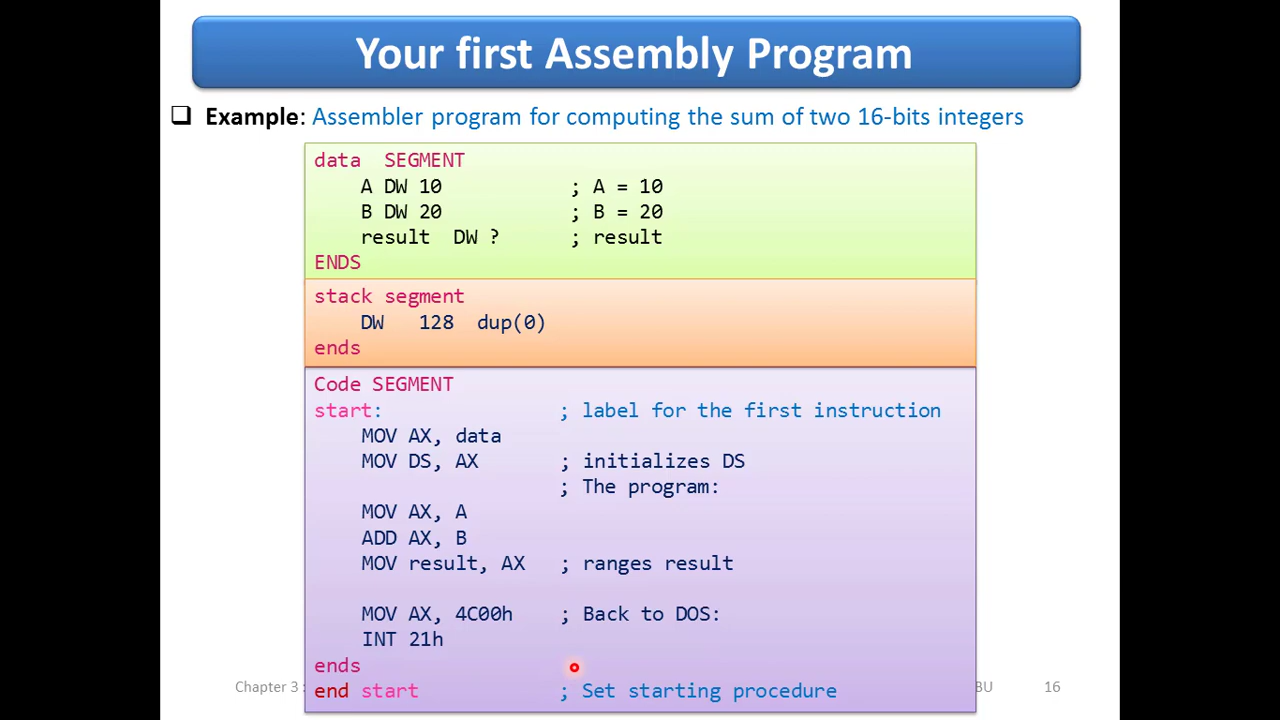 Your first Assembly Program
Example: Assembler program for computing the sum of two 16-bits integers
data SEGMENT
A DW 10 ; A = 10
B DW 20 ; B = 20
result DW ? ; result
ENDS
stack segment
DW 128 dup(0)
ends
Code SEGMENT
start: ; label for the first instruction
MOV AX, data
MOV DS, AX ; initializes DS
; The program:
MOV AX, A
ADD AX, B
MOV result, AX ; ranges result
MOV AX, 4C00h ; Back to DOS:
INT 21h
ends
end start ; Set starting procedure
Chapter 3 : BU 16